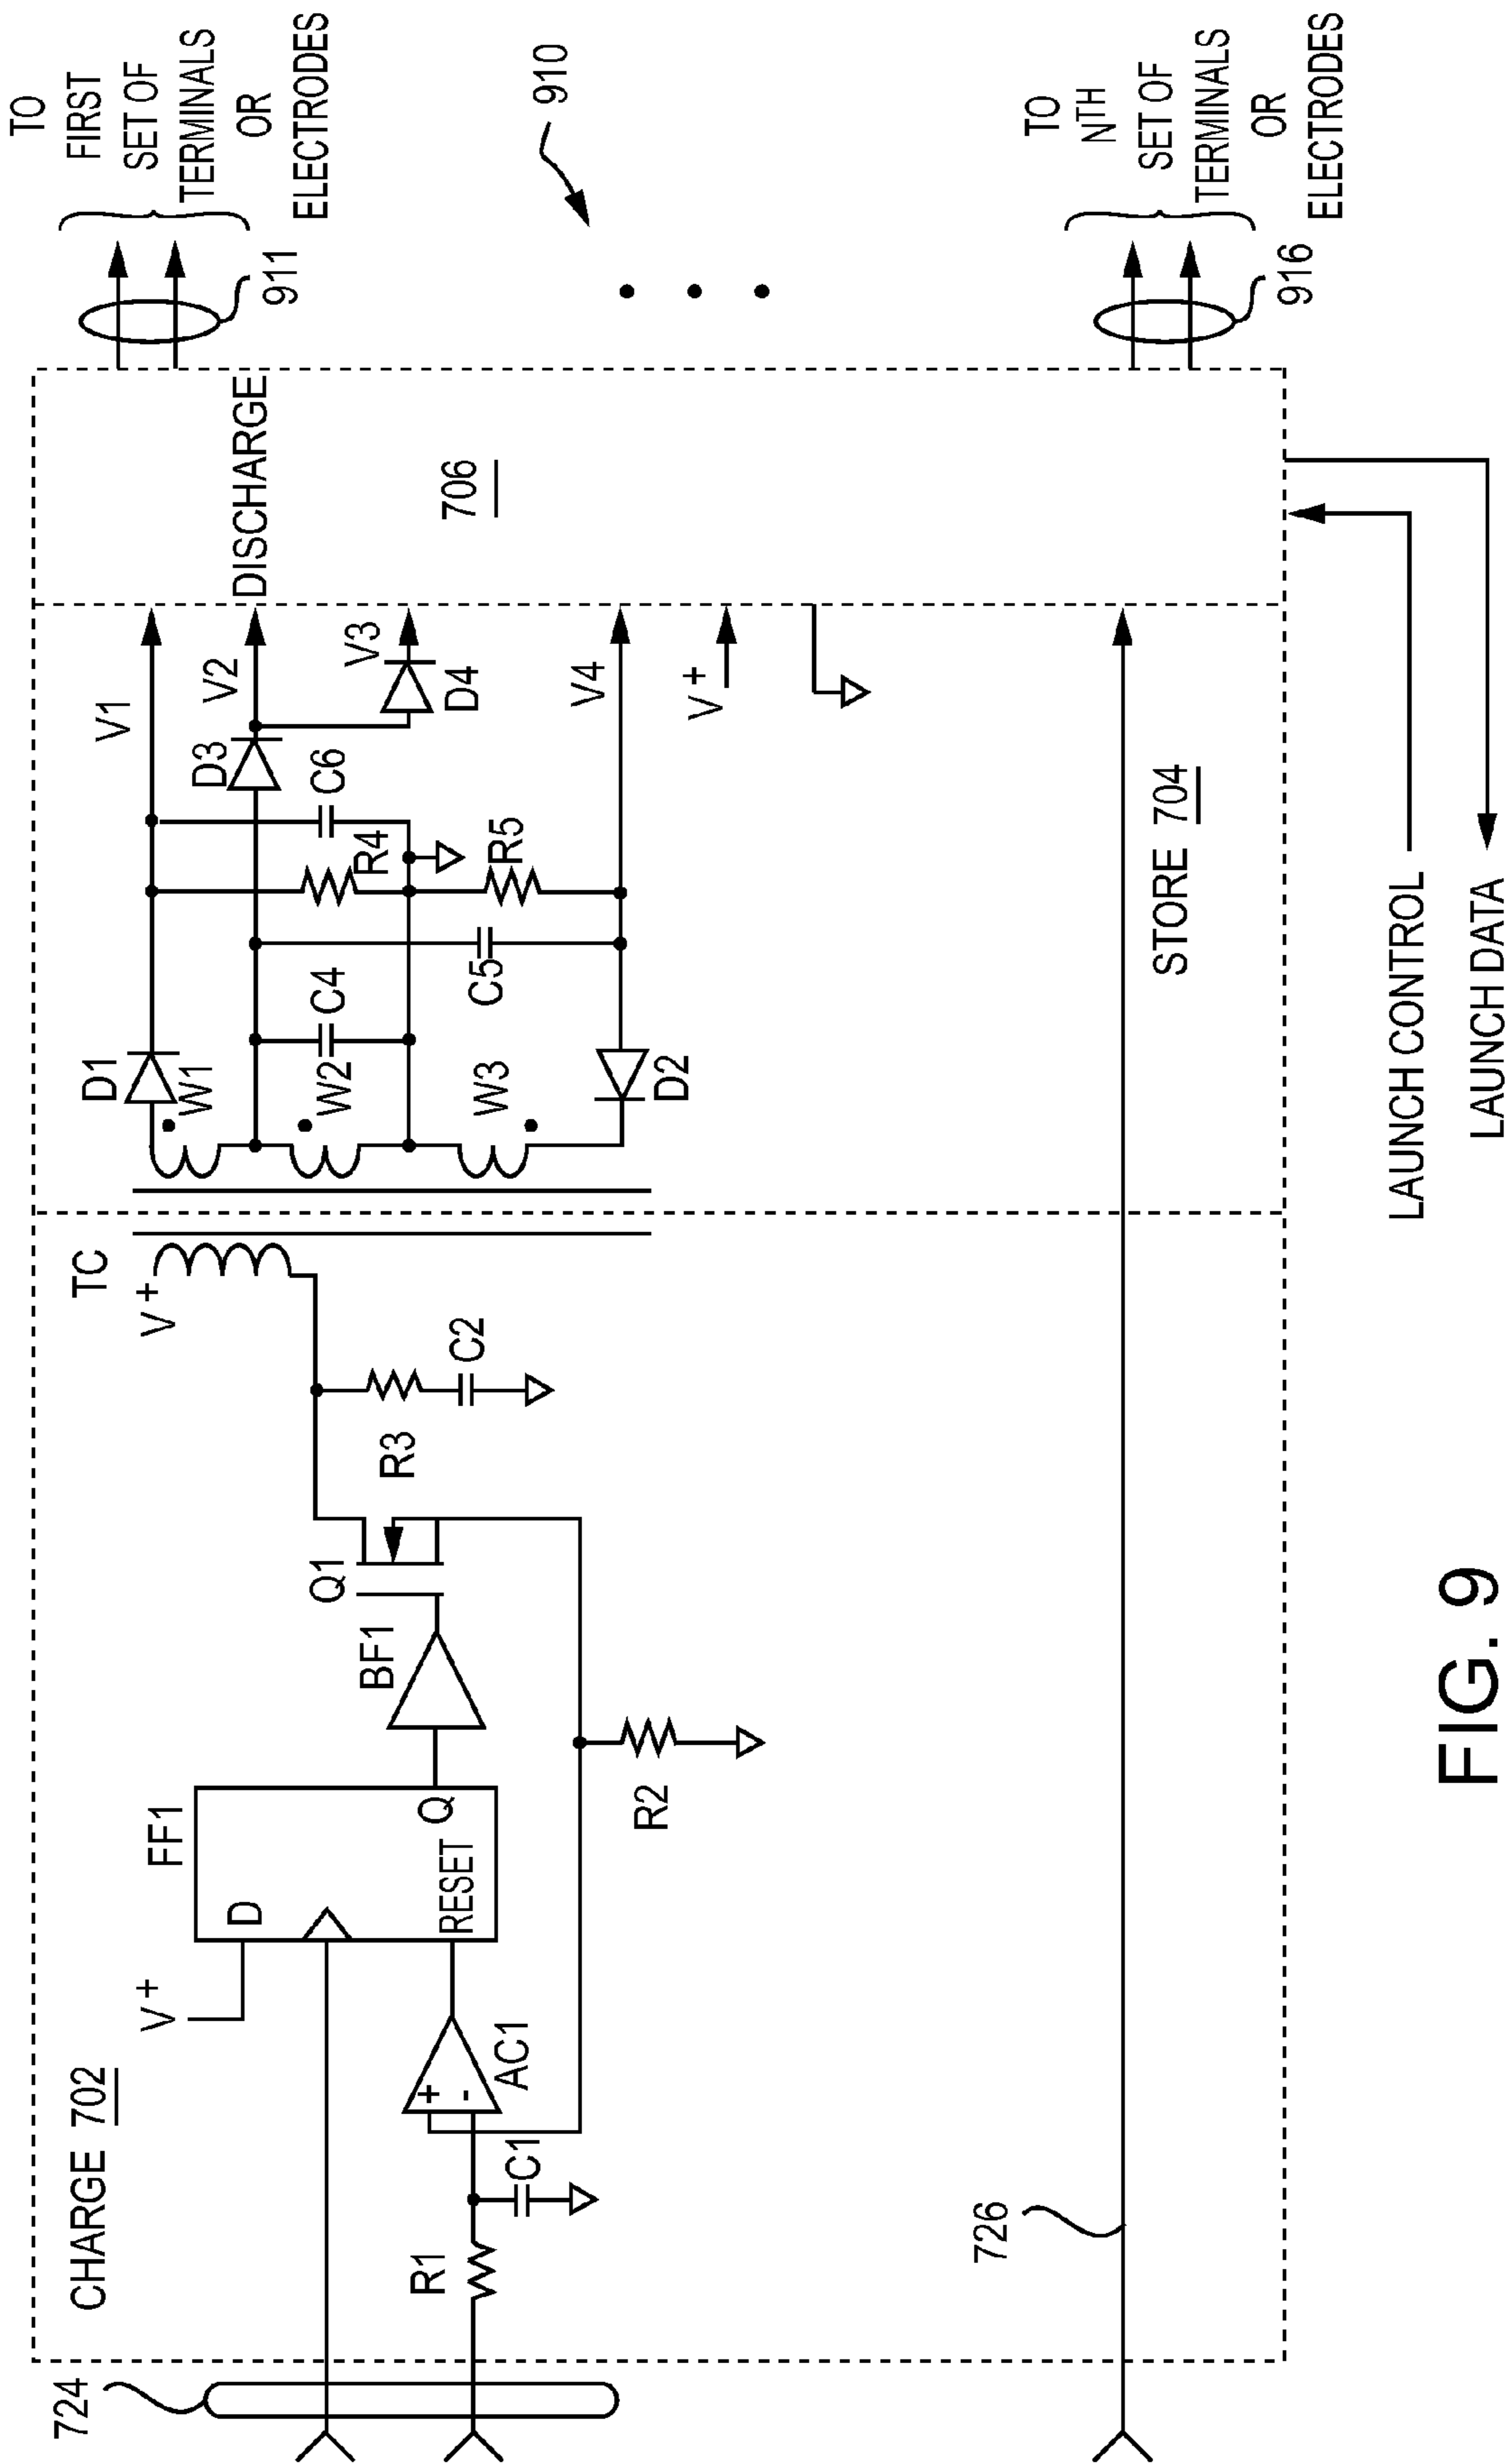 TO
FIRST
SET OF
TERMINALS
OR
ELECTRODES
911
910
TO
NTH
SET OF
TERMINALS
OR
ELECTRODES
916
DISCHARGE
706
V1
V2
V3
V4
V+
D3
D4
C6
R4
R5
C4
C5
D1
W1
W2
W3
D2
STORE 704
LAUNCH CONTROL
LAUNCH DATA
TC
V+
C2
R3
Q1
BF1
FF1
D
Q
RESET
R2
V+
AC1
+
-
C1
R1
CHARGE 702
724
726
FIG. 9